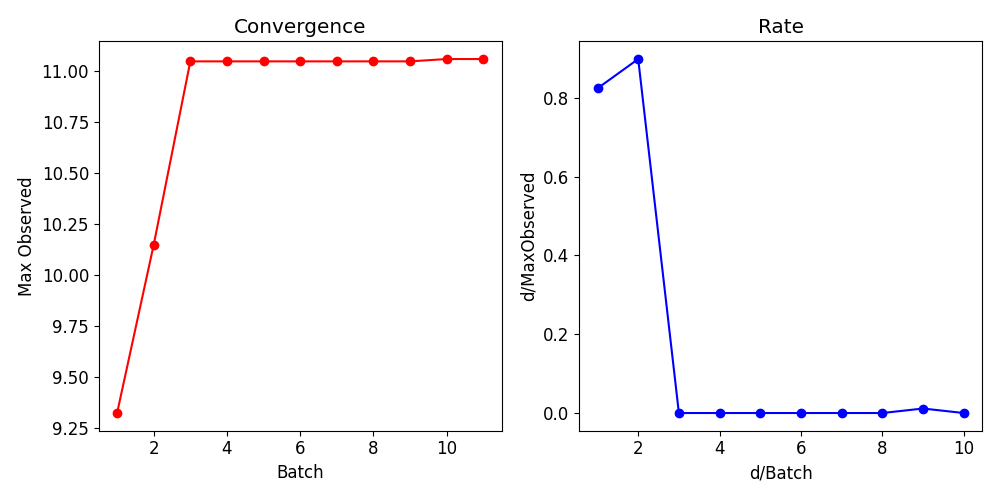 Convergence
Max Observed
11.00
10.75
10.50
10.25
10.00
9.75
9.50
9.25
2 4 6 8 10
Batch
Rate
d/MaxObserved
0.8
0.6
0.4
0.2
0.0
2 4 6 8 10
d/Batch